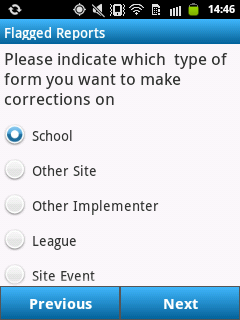 14:46
Flagged Reports
Please indicate which  type of
form you want to make
corrections on
School
Other Site
Other Implementer
League
Site Event
Previous
Next